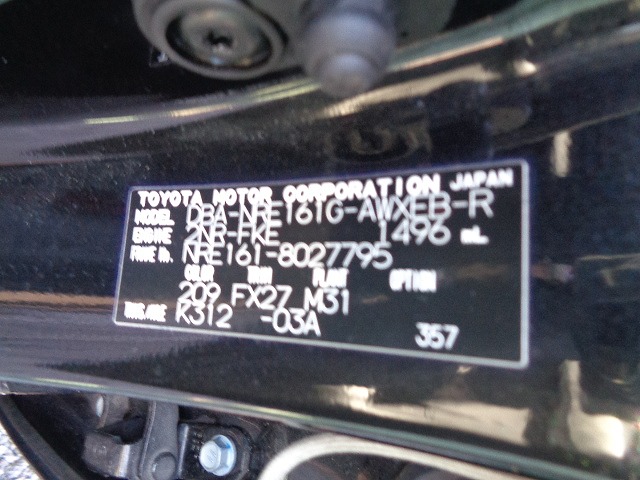 TOYOTA MOTOR CORPORATION JAPAN
MODEL DBA-NRE161G-AWXEB-R
ENGINE 2NR-FKE 1496 mL
FRAME No. NRE161-8027795
COLOR TRIM PLANT OPTION
209 FX27 M31
TRANS./AXLE K312 -03A
357